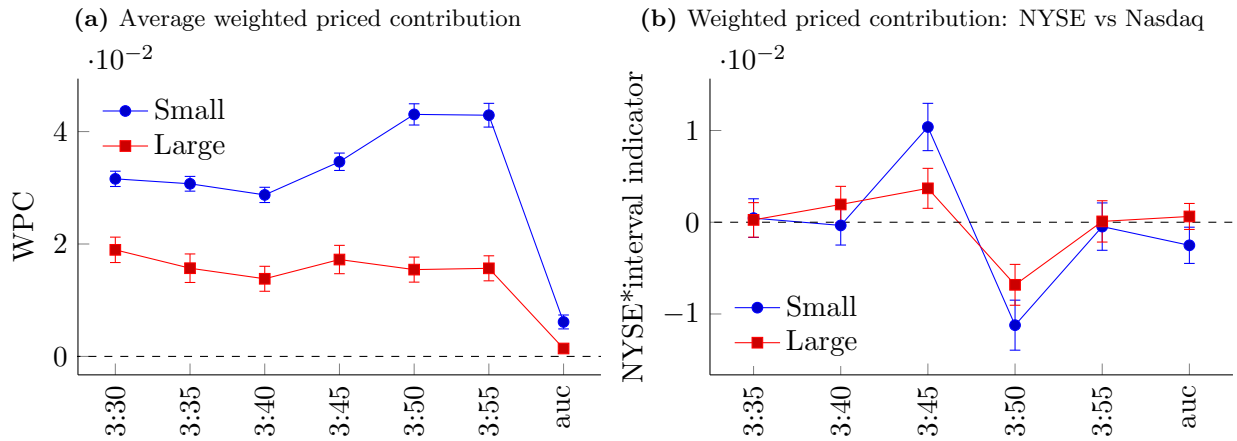 (a) Average weighted priced contribution
·10⁻²
WPC
4
2
0
Small
Large
3:30
3:35
3:40
3:45
3:50
3:55
auc
(b) Weighted priced contribution: NYSE vs Nasdaq
·10⁻²
NYSE*interval indicator
1
0
−1
Small
Large
3:35
3:40
3:45
3:50
3:55
auc